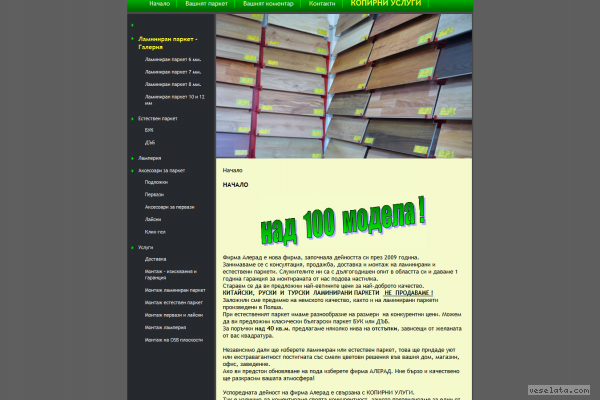 Начало
Вашият паркет
Вашият коментар
Контакти
КОПИРНИ УСЛУГИ
Ламиниран паркет -
Галерия
Ламиниран паркет 6 мм.
Ламиниран паркет 7 мм.
Ламиниран паркет 8 мм.
Ламиниран паркет 10 и 12
мм
Естествен паркет
БУК
ДЪБ
Ламперия
Аксесоари за паркет
Подложки
Первази
Аксесоари за первази
Лайсни
Клик-гел
Услуги
Доставка
Монтаж - изисквания и
гаранция
Монтаж ламиниран паркет
Монтаж естествен паркет
Монтаж первази и лайсни
Монтаж ламперия
Монтаж на OSB плоскости
Начало
НАЧАЛО
над 100 модела !
Фирма Алерад е нова фирма, започнала дейността си през 2009 година.
Занимаваме се с консултация, продажба, доставка и монтаж на ламинирани и
естествени паркети. Служителите ни са с дългогодишен опит в областта си и даваме 1
година гаранция за монтираната от нас подова настилка.
Стараем се да ви предложим най-евтините цени за най-доброто качество.
КИТАЙСКИ, РУСКИ И ТУРСКИ ЛАМИНИРАНИ ПАРКЕТИ НЕ ПРОДАВАМЕ !
Заложили сме предимно на немското качество, както и на ламинирани паркети
произведени в Полша.
При естественият паркет имаме разнообразие на размери на конкурентни цени. Можем
да ви предложим класически български паркет БУК или ДЪБ.
За поръчки над 40 кв.м. предлагаме няколко нива на отстъпки, зависещи от желаната
от вас квадратура.
Независимо дали ще изберете ламиниран или естествен паркет, това ще придаде уют
или екстравагантност постигната със смели цветови решения във вашия дом, магазин,
офис, заведение.
Ако ви предстои обновяване на пода изберете фирма АЛЕРАД. Ние бързо и качествено
ще разкрасим вашата атмосфера!
Успоредната дейност на фирма Алерад е свързана с КОПИРНИ УЛУГИ.
veselata.com